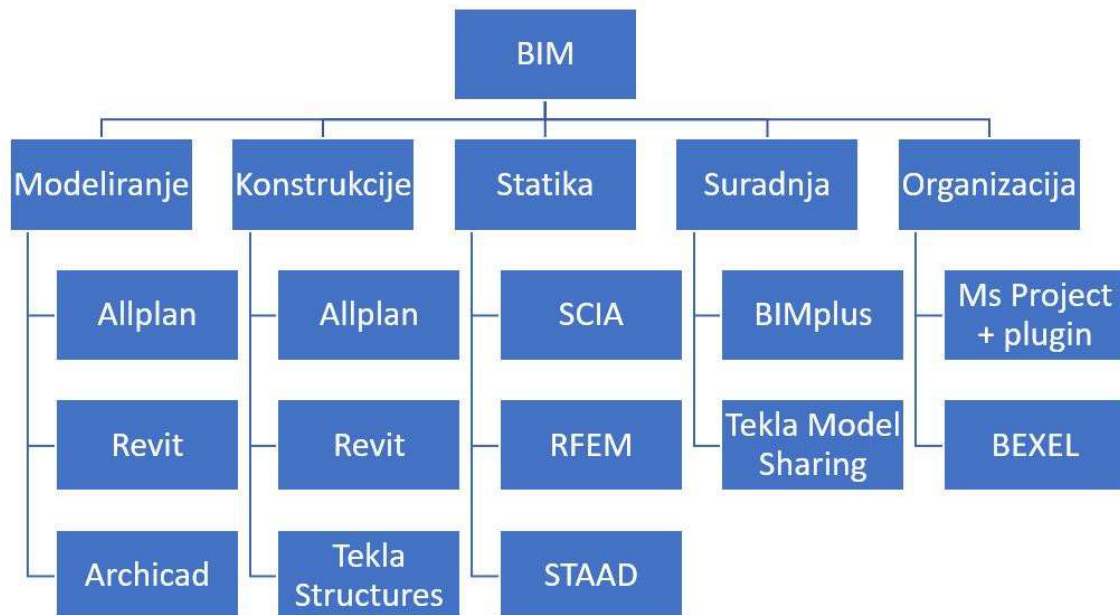 BIM
Modeliranje
Konstrukcije
Statika
Suradnja
Organizacija
Allplan
Allplan
SCIA
BIMplus
Ms Project
+ plugin
Revit
Revit
RFEM
Tekla Model
Sharing
BEXEL
Archicad
Tekla
Structures
STAAD